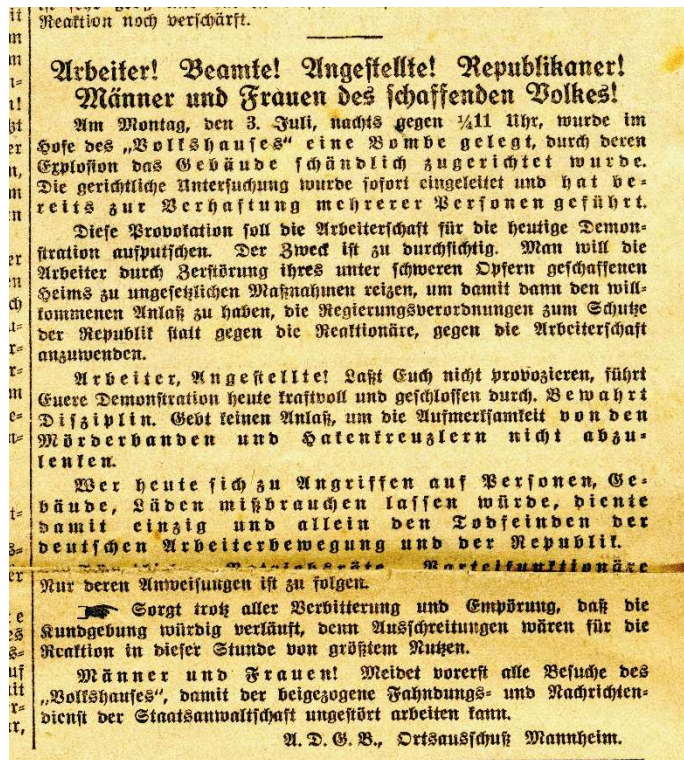 Reaktion noch verschärft.
Arbeiter! Beamte! Angestellte! Republikaner!
Männer und Frauen des schaffenden Volkes!
Am Montag, den 3. Juli, nachts gegen ¼11 Uhr, wurde im
Hofe des „Volkshauses“ eine Bombe gelegt, durch deren
Explosion das Gebäude schändlich zugerichtet wurde.
Die gerichtliche Untersuchung wurde sofort eingeleitet und hat be-
reits zur Verhaftung mehrerer Personen geführt.
Diese Provokation soll die Arbeiterschaft für die heutige Demon-
stration aufputschen. Der Zweck ist zu durchsichtig. Man will die
Arbeiter durch Zerstörung ihres unter schweren Opfern geschaffenen
Heims zu ungesetzlichen Maßnahmen reizen, um damit dann den will-
kommenen Anlaß zu haben, die Regierungsverordnungen zum Schutze
der Republik statt gegen die Reaktionäre, gegen die Arbeiterschaft
anzuwenden.
Arbeiter, Angestellte! Laßt Euch nicht provozieren, führt
Euere Demonstration heute kraftvoll und geschlossen durch. Bewahrt
Disziplin. Gebt keinen Anlaß, um die Aufmerksamkeit von den
Mörderbanden und Hakenkreuzlern nicht abzu-
lenken.
Wer heute sich zu Angriffen auf Personen, Ge-
bäude, Läden mißbrauchen lassen würde, diente
damit einzig und allein den Todfeinden der
deutschen Arbeiterbewegung und der Republik.
Betriebsräte, Parteifunktionäre
Nur deren Anweisungen ist zu folgen.
Sorgt trotz aller Verbitterung und Empörung, daß die
Kundgebung würdig verläuft, denn Ausschreitungen wären für die
Reaktion in dieser Stunde von größtem Nutzen.
Männer und Frauen! Meidet vorerst alle Besuche des
„Volkshauses“, damit der beigezogene Fahndungs- und Nachrichten-
dienst der Staatsanwaltschaft ungestört arbeiten kann.
A. D. G. B., Ortsausschuß Mannheim.